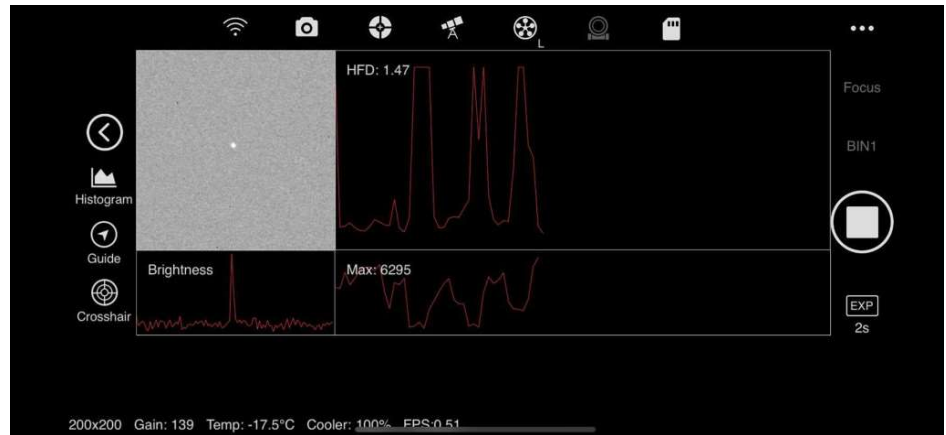 L
HFD: 1.47
Focus
BIN1
Histogram
Guide
Brightness
Max: 6295
Crosshair
EXP
2s
200x200 Gain: 139 Temp: -17.5°C Cooler: 100% FPS:0.51